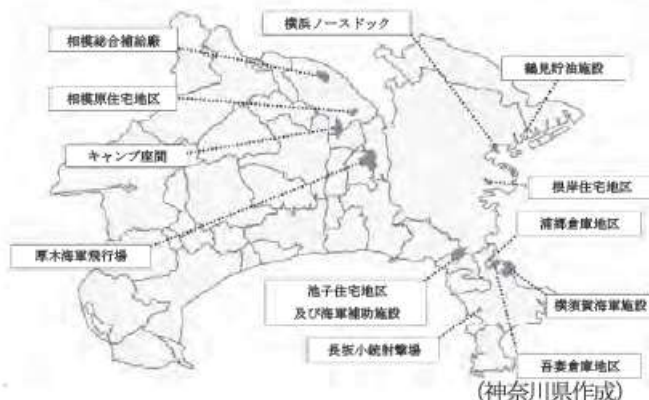 横浜ノースドック
相模総合補給廠
鶴見貯油施設
相模原住宅地区
キャンプ座間
根岸住宅地区
浦郷倉庫地区
厚木海軍飛行場
池子住宅地区
及び海軍補助施設
横須賀海軍施設
長坂小銃射撃場
吾妻倉庫地区
(神奈川県作成)